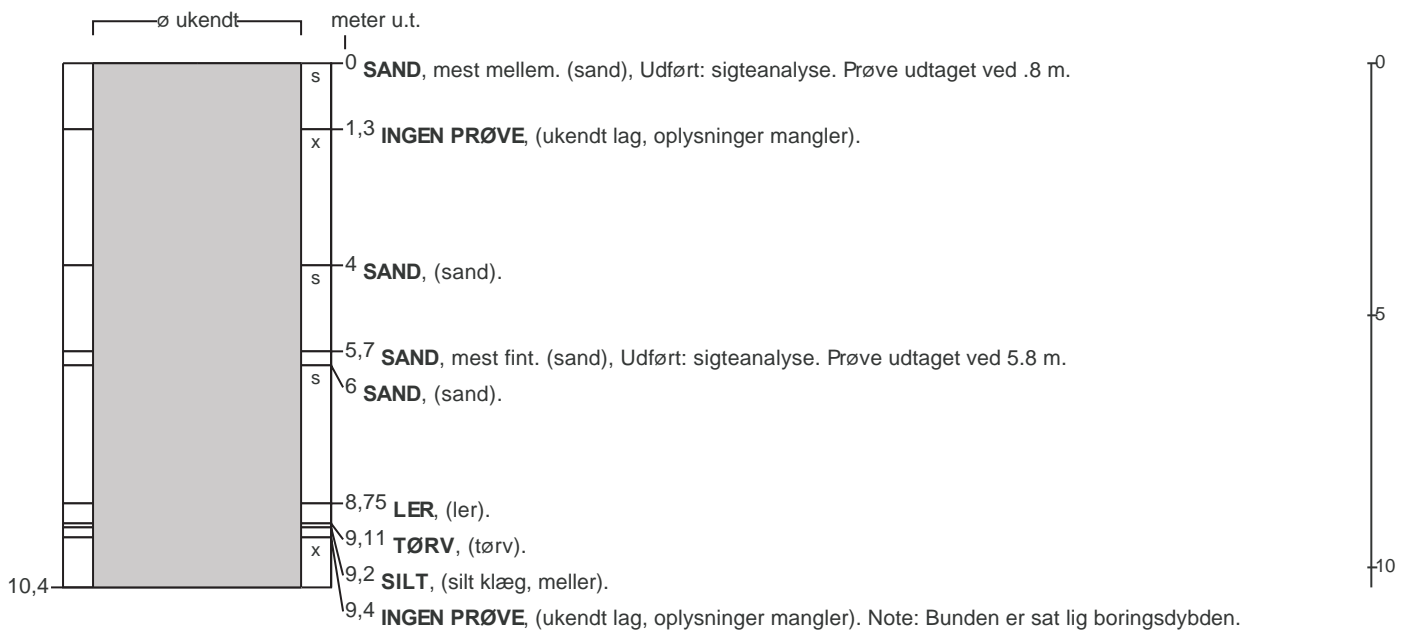 ø ukendt meter u.t.
0 SAND, mest mellem. (sand), Udført: sigteanalyse. Prøve udtaget ved .8 m. 0
s
1,3 INGEN PRØVE, (ukendt lag, oplysninger mangler).
x
4 SAND, (sand).
s
5
5,7 SAND, mest fint. (sand), Udført: sigteanalyse. Prøve udtaget ved 5.8 m.
s
6 SAND, (sand).
8,75 LER, (ler).
9,11 TØRV, (tørv).
x
10
9,2 SILT, (silt klæg, meller).
10,4
9,4 INGEN PRØVE, (ukendt lag, oplysninger mangler). Note: Bunden er sat lig boringsdybden.